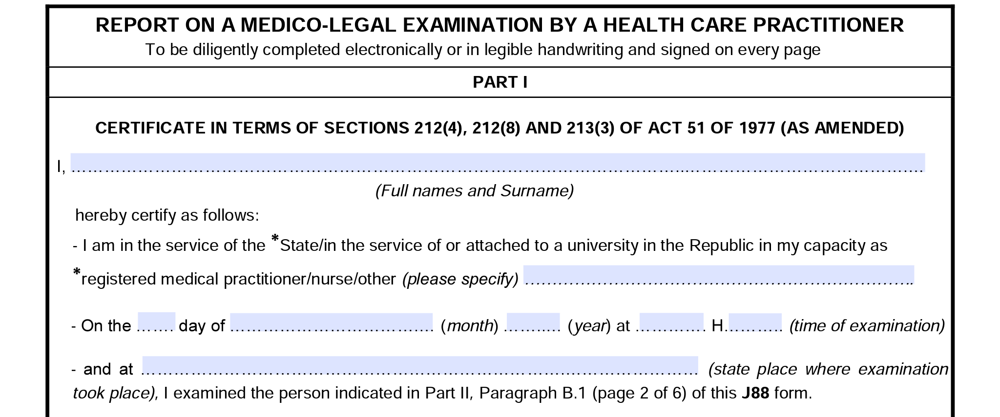 REPORT ON A MEDICO-LEGAL EXAMINATION BY A HEALTH CARE PRACTITIONER
To be diligently completed electronically or in legible handwriting and signed on every page
PART I
CERTIFICATE IN TERMS OF SECTIONS 212(4), 212(8) AND 213(3) OF ACT 51 OF 1977 (AS AMENDED)
I, ..........................................................................................
(Full names and Surname)
hereby certify as follows:
- I am in the service of the *State/in the service of or attached to a university in the Republic in my capacity as
*registered medical practitioner/nurse/other (please specify) ..........................................
- On the ....... day of .................................... (month) .......... (year) at ............ H........... (time of examination)
- and at .......................................................................... (state place where examination
took place), I examined the person indicated in Part II, Paragraph B.1 (page 2 of 6) of this J88 form.